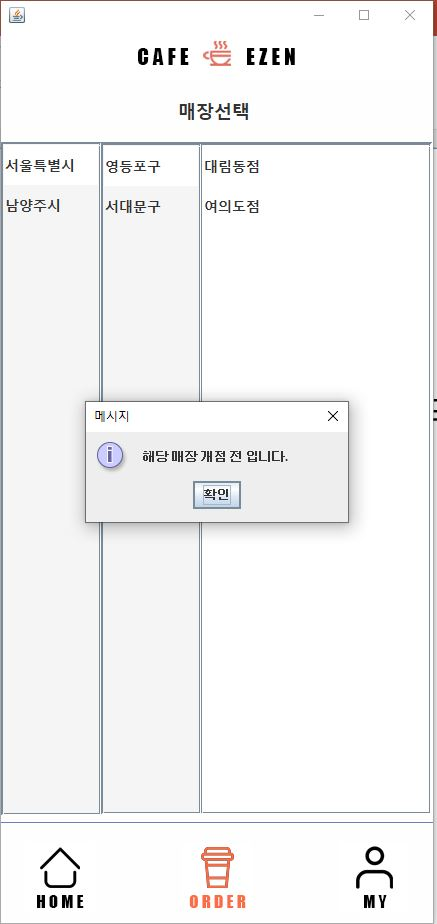 CAFE EZEN
매장선택
서울특별시 영등포구 대림동점
남양주시 서대문구 여의도점
메시지
해당 매장 개점 전 입니다.
확인
HOME ORDER MY